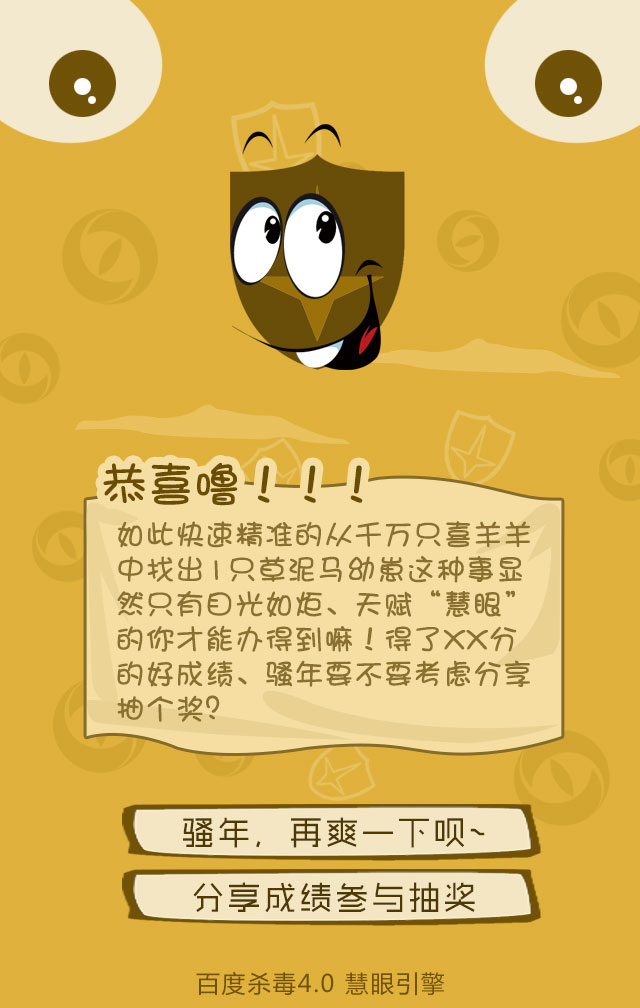 恭喜噜！！！
如此快速精准的从千万只喜羊羊
中找出1只草泥马幼崽这种事显
然只有目光如炬、天赋“慧眼”
的你才能办得到嘛！得了XX分
的好成绩、骚年要不要考虑分享
抽个奖？
骚年，再爽一下呗~
分享成绩参与抽奖
百度杀毒4.0 慧眼引擎